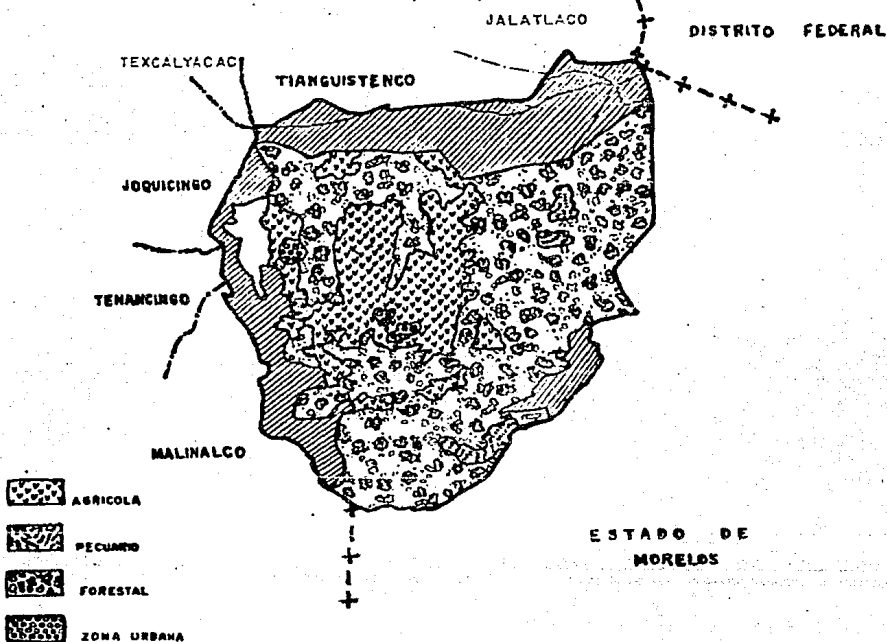 JALATLACO
DISTRITO FEDERAL
TEXCALYACAC
TIANGUISTENCO
JOQUICINGO
TENANCINGO
MALINALCO
AGRICOLA
PECUARIO
FORESTAL
ZONA URBANA
ESTADO DE
MORELOS